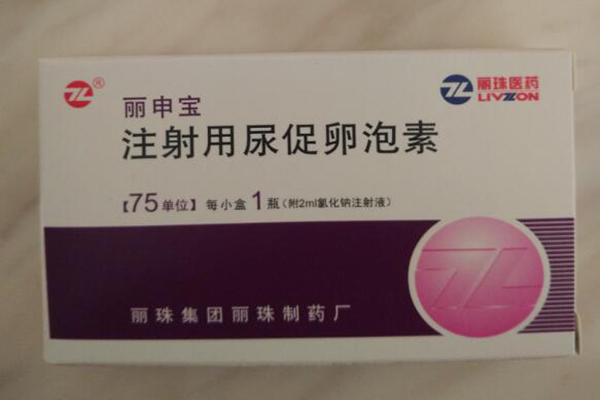 ®
丽珠医药
LIVZON
丽申宝
注射用尿促卵泡素
【75单位】每小盒1瓶（附2ml氯化钠注射液）
丽珠集团丽珠制药厂